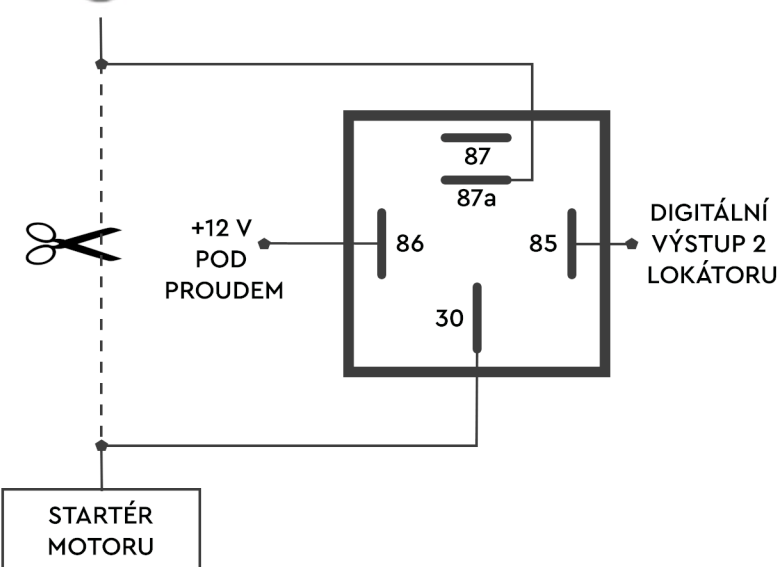 87
87a
+12 V
POD
PROUDEM
86
85
DIGITÁLNÍ
VÝSTUP 2
LOKÁTORU
30
STARTÉR
MOTORU